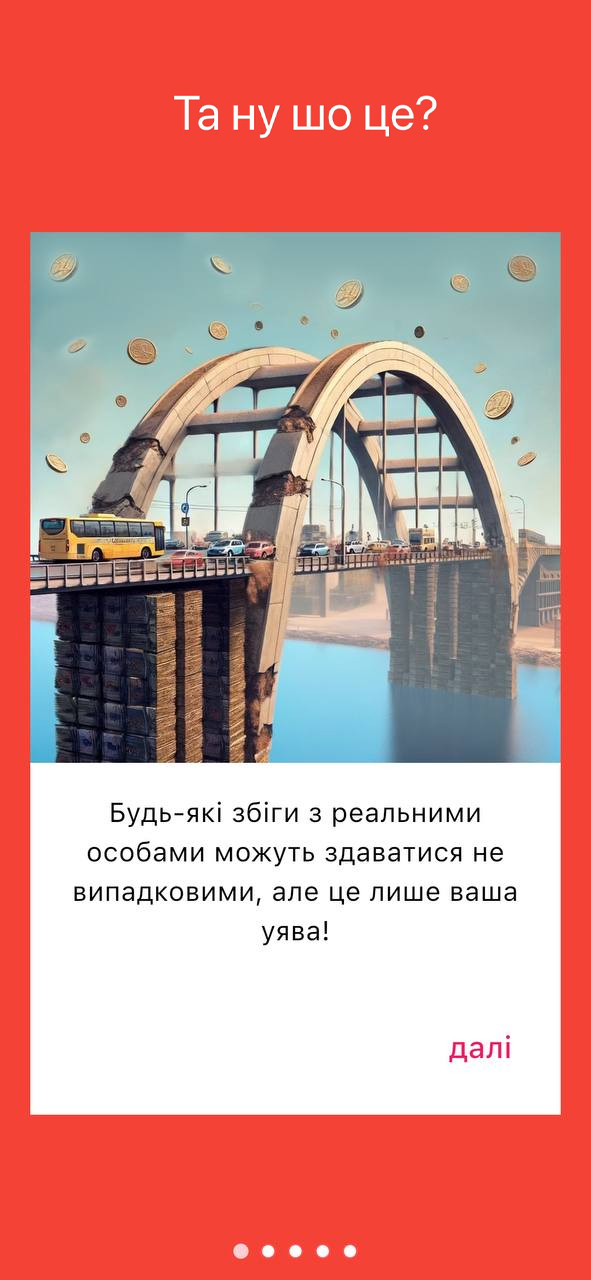 Та ну шо це?
Будь-які збіги з реальними
особами можуть здаватися не
випадковими, але це лише ваша
уява!
далі